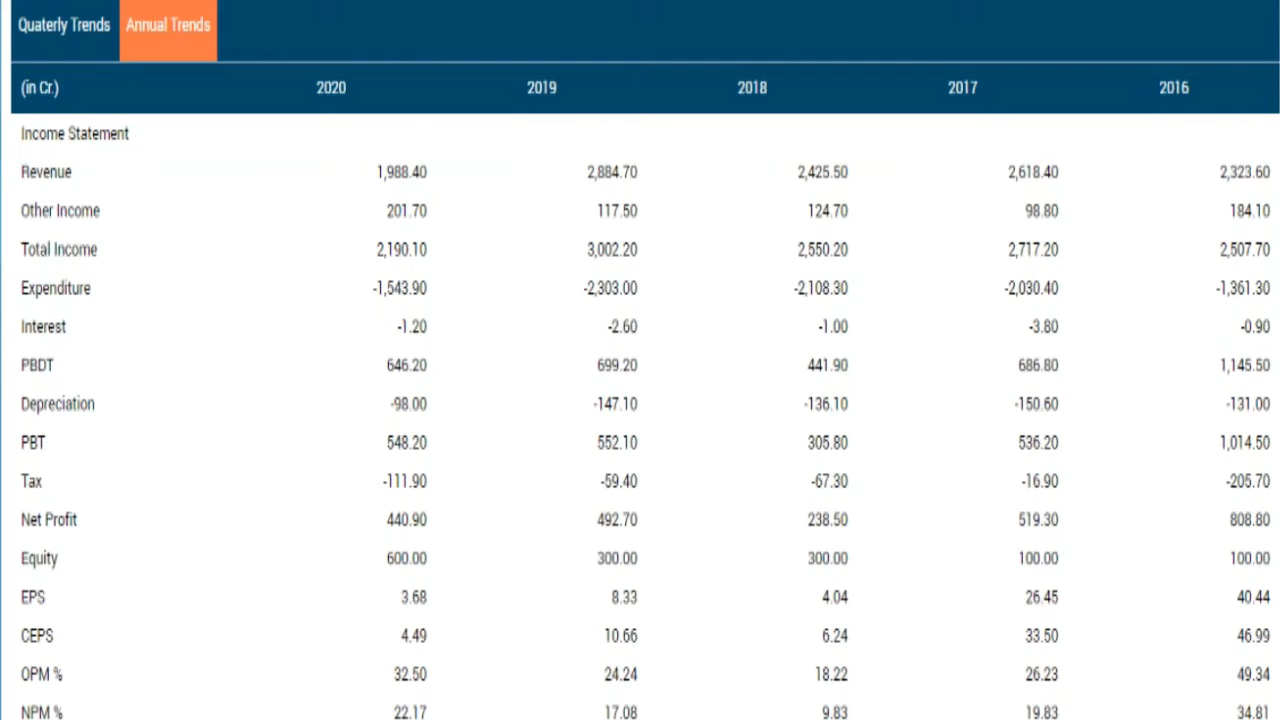 Quaterly Trends Annual Trends
(in Cr.) 2020 2019 2018 2017 2016
Income Statement
Revenue 1,988.40 2,884.70 2,425.50 2,618.40 2,323.60
Other Income 201.70 117.50 124.70 98.80 184.10
Total Income 2,190.10 3,002.20 2,550.20 2,717.20 2,507.70
Expenditure -1,543.90 -2,303.00 -2,108.30 -2,030.40 -1,361.30
Interest -1.20 -2.60 -1.00 -3.80 -0.90
PBDT 646.20 699.20 441.90 686.80 1,145.50
Depreciation -98.00 -147.10 -136.10 -150.60 -131.00
PBT 548.20 552.10 305.80 536.20 1,014.50
Tax -111.90 -59.40 -67.30 -16.90 -205.70
Net Profit 440.90 492.70 238.50 519.30 808.80
Equity 600.00 300.00 300.00 100.00 100.00
EPS 3.68 8.33 4.04 26.45 40.44
CEPS 4.49 10.66 6.24 33.50 46.99
OPM % 32.50 24.24 18.22 26.23 49.34
NPM % 22.17 17.08 9.83 19.83 34.81